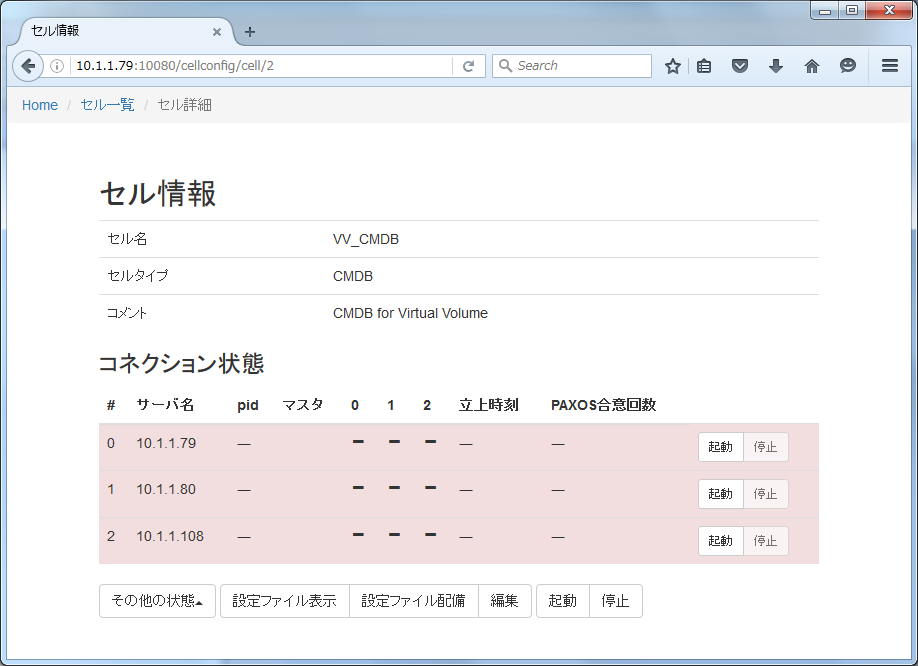 セル情報
10.1.1.79:10080/cellconfig/cell/2
Search
Home / セル一覧 / セル詳細
セル情報
セル名 VV_CMDB
セルタイプ CMDB
コメント CMDB for Virtual Volume
コネクション状態
# サーバ名 pid マスタ 0 1 2 立上時刻 PAXOS合意回数
0 10.1.1.79 — − − − — — 起動 停止
1 10.1.1.80 — − − − — — 起動 停止
2 10.1.1.108 — − − − — — 起動 停止
その他の状態 設定ファイル表示 設定ファイル配備 編集 起動 停止